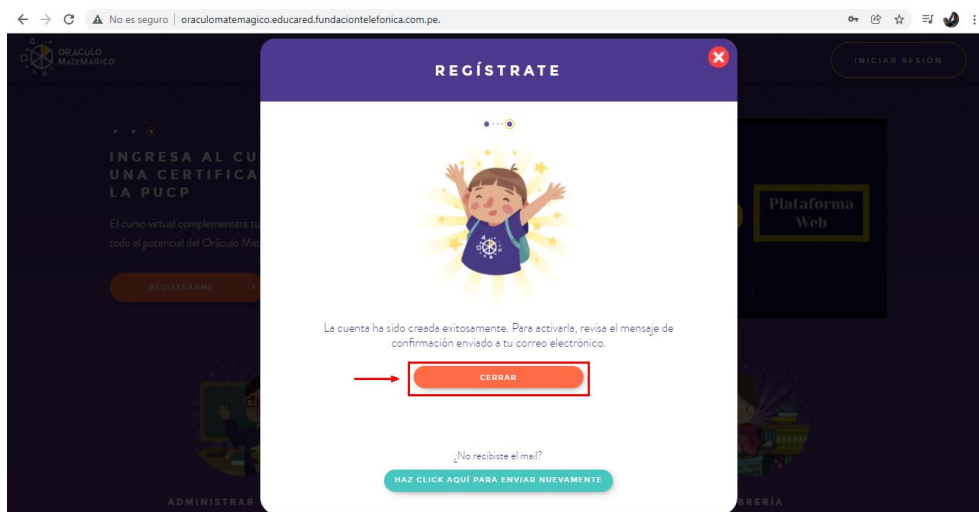 No es seguro | oraculomatemagico.educared.fundaciontelefonica.com.pe.
ORÁCULO
MATEMÁGICO
INICIAR SESIÓN
REGÍSTRATE
INGRESA AL CU
UNA CERTIFICA
LA PUCP
El curso virtual complementará tu
todo el potencial del Oráculo Mat
REGISTRARME
Plataforma
Web
La cuenta ha sido creada exitosamente. Para activarla, revisa el mensaje de
confirmación enviado a tu correo electrónico.
CERRAR
¿No recibiste el mail?
HAZ CLICK AQUÍ PARA ENVIAR NUEVAMENTE
ADMINISTRAR
BRERÍA